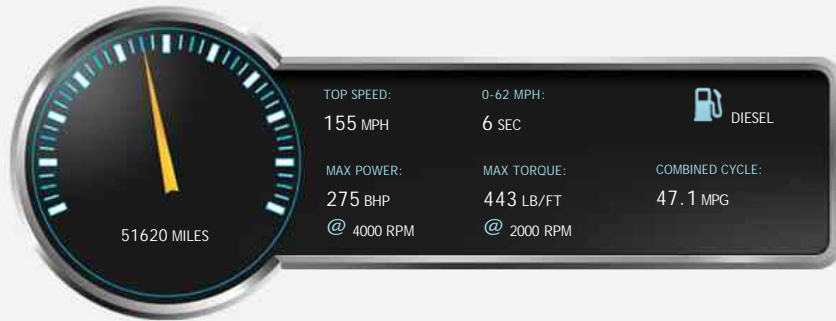 51620 MILES
TOP SPEED:
155 MPH
0-62 MPH:
6 SEC
DIESEL
MAX POWER:
275 BHP
@ 4000 RPM
MAX TORQUE:
443 LB/FT
@ 2000 RPM
COMBINED CYCLE:
47.1 MPG